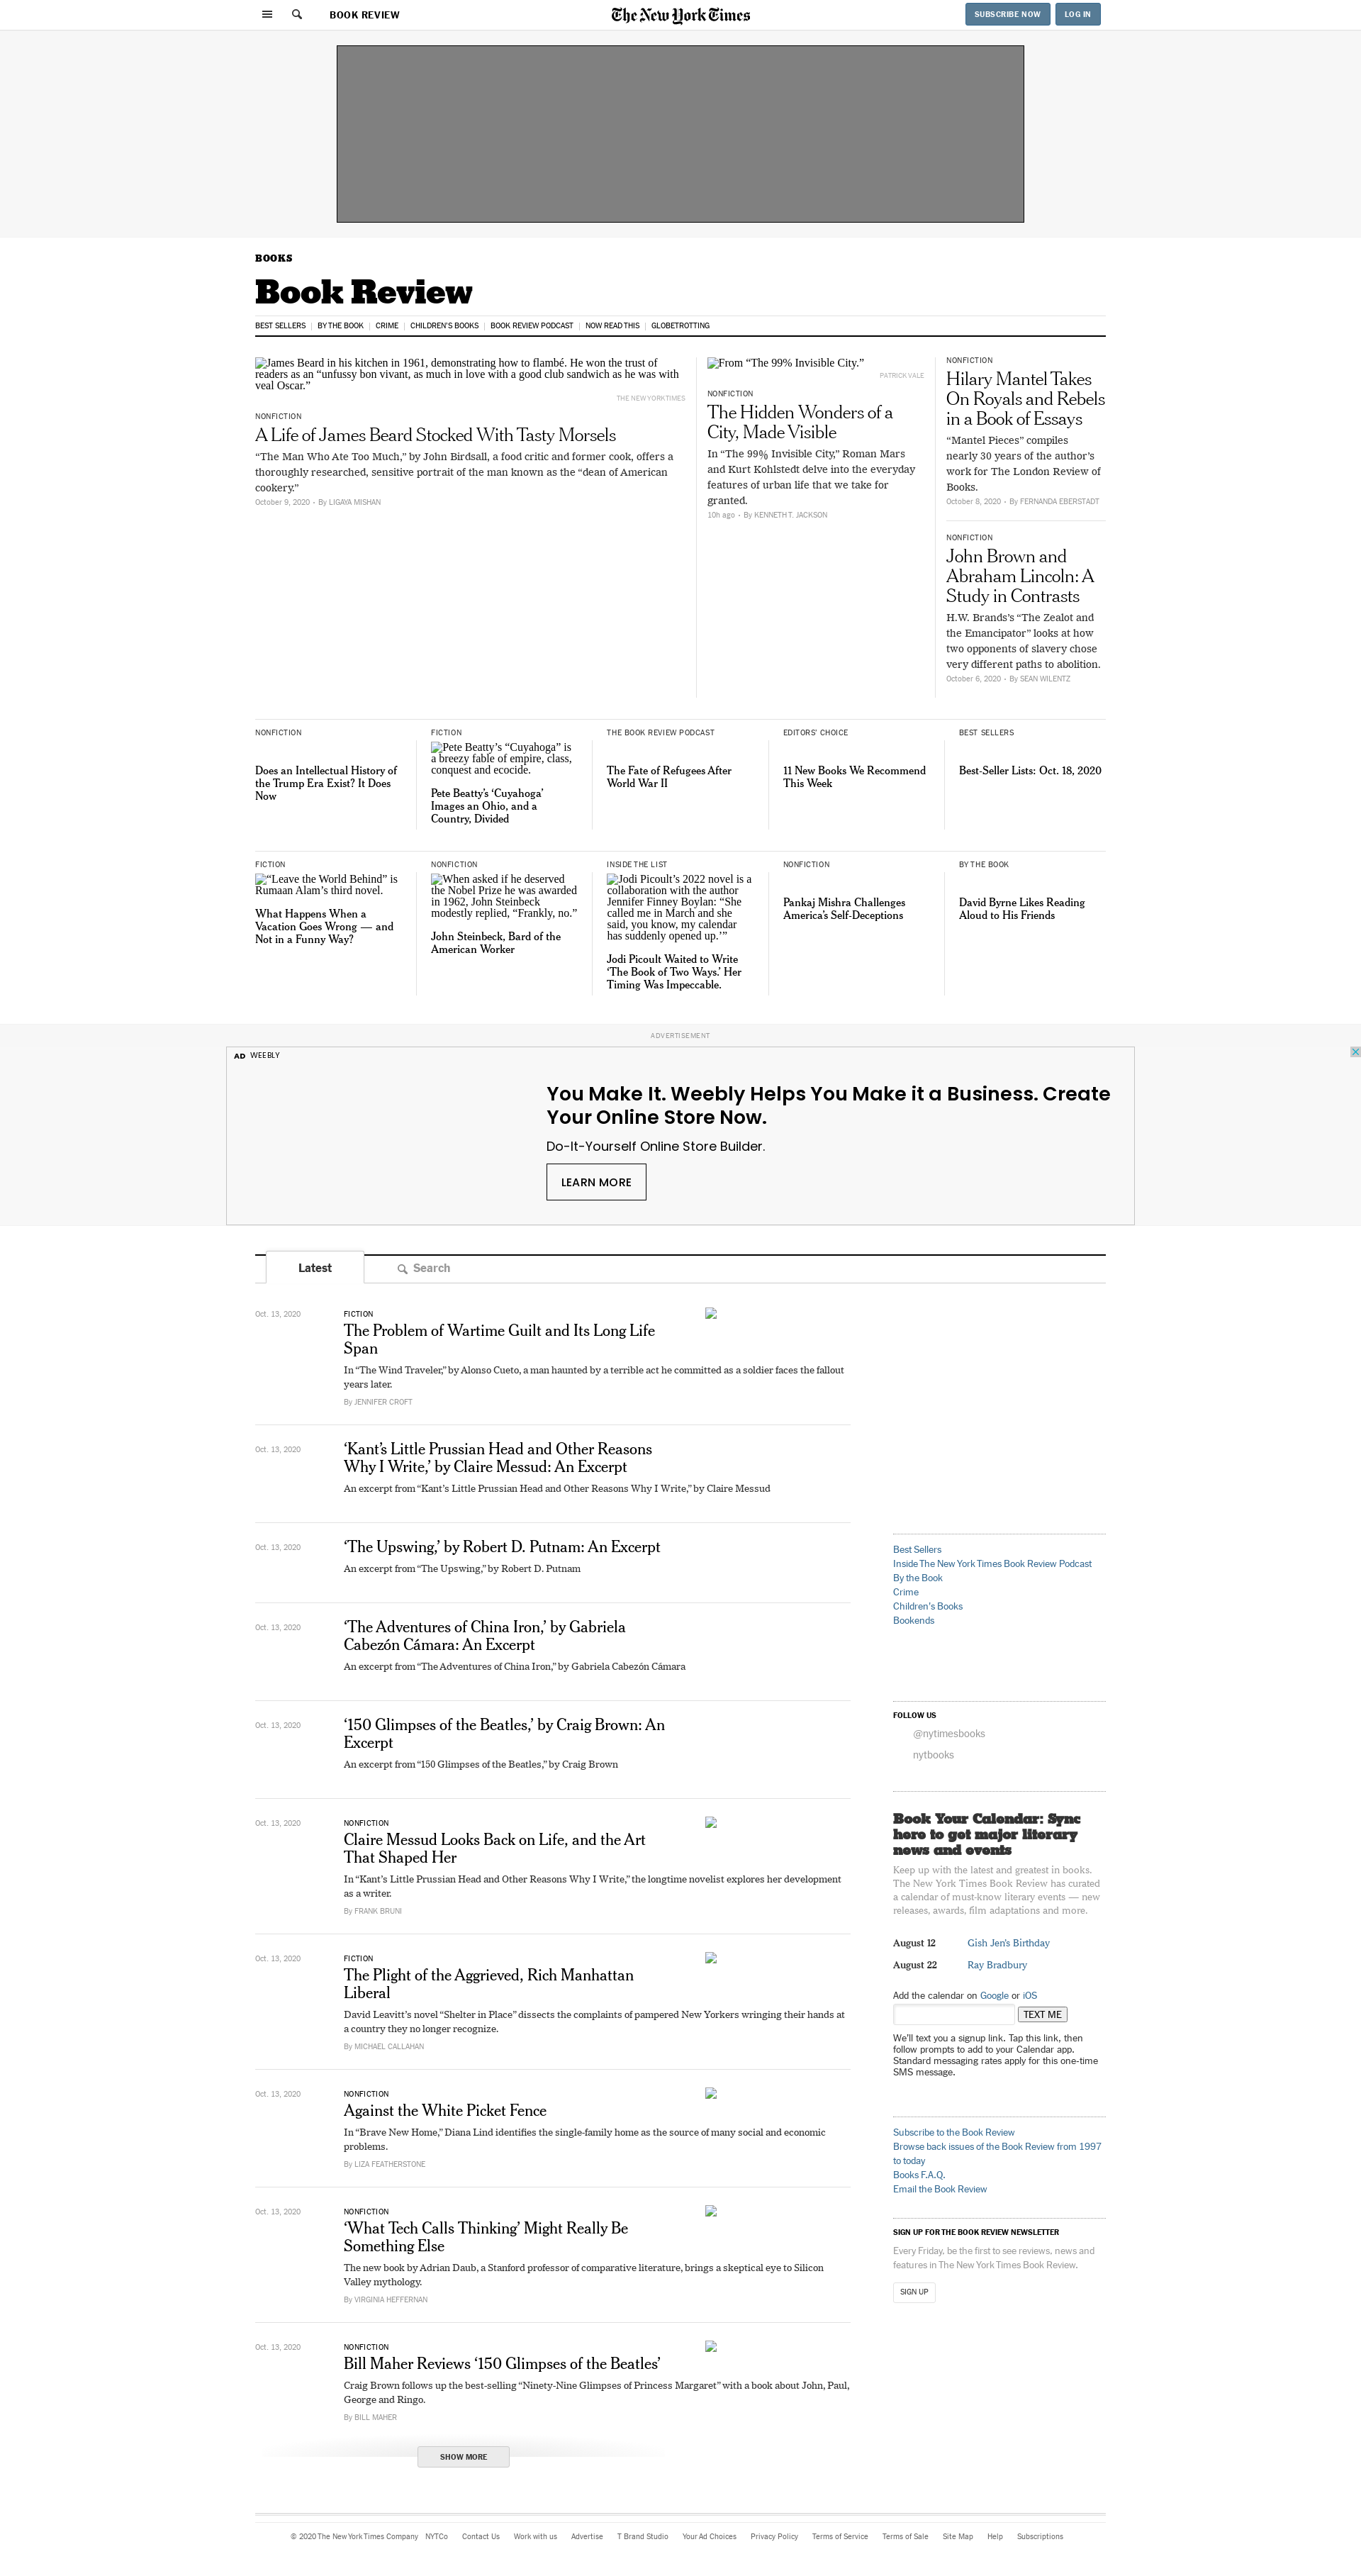 BOOK REVIEW
The New York Times
SUBSCRIBE NOW
LOG IN
BOOKS
Book Review
BEST SELLERS
BY THE BOOK
CRIME
CHILDREN'S BOOKS
BOOK REVIEW PODCAST
NOW READ THIS
GLOBETROTTING
James Beard in his kitchen in 1961, demonstrating how to flambé. He won the trust of
readers as an “unfussy bon vivant, as much in love with a good club sandwich as he was with
veal Oscar.”
THE NEW YORK TIMES
NONFICTION
A Life of James Beard Stocked With Tasty Morsels
“The Man Who Ate Too Much,” by John Birdsall, a food critic and former cook, offers a
thoroughly researched, sensitive portrait of the man known as the “dean of American
cookery.”
October 9, 2020 • By LIGAYA MISHAN
From “The 99% Invisible City.”
PATRICK VALE
NONFICTION
The Hidden Wonders of a
City, Made Visible
In “The 99% Invisible City,” Roman Mars
and Kurt Kohlstedt delve into the everyday
features of urban life that we take for
granted.
10h ago • By KENNETH T. JACKSON
NONFICTION
Hilary Mantel Takes
On Royals and Rebels
in a Book of Essays
“Mantel Pieces” compiles
nearly 30 years of the author’s
work for The London Review of
Books.
October 8, 2020 • By FERNANDA EBERSTADT
NONFICTION
John Brown and
Abraham Lincoln: A
Study in Contrasts
H.W. Brands’s “The Zealot and
the Emancipator” looks at how
two opponents of slavery chose
very different paths to abolition.
October 6, 2020 • By SEAN WILENTZ
NONFICTION
Does an Intellectual History of
the Trump Era Exist? It Does
Now
FICTION
Pete Beatty’s “Cuyahoga” is
a breezy fable of empire, class,
conquest and ecocide.
Pete Beatty’s ‘Cuyahoga’
Images an Ohio, and a
Country, Divided
THE BOOK REVIEW PODCAST
The Fate of Refugees After
World War II
EDITORS’ CHOICE
11 New Books We Recommend
This Week
BEST SELLERS
Best-Seller Lists: Oct. 18, 2020
FICTION
“Leave the World Behind” is
Rumaan Alam’s third novel.
What Happens When a
Vacation Goes Wrong — and
Not in a Funny Way?
NONFICTION
When asked if he deserved
the Nobel Prize he was awarded
in 1962, John Steinbeck
modestly replied, “Frankly, no.”
John Steinbeck, Bard of the
American Worker
INSIDE THE LIST
Jodi Picoult’s 2022 novel is a
collaboration with the author
Jennifer Finney Boylan: “She
called me in March and she
said, you know, my calendar
has suddenly opened up.’”
Jodi Picoult Waited to Write
‘The Book of Two Ways.’ Her
Timing Was Impeccable.
NONFICTION
Pankaj Mishra Challenges
America’s Self-Deceptions
BY THE BOOK
David Byrne Likes Reading
Aloud to His Friends
ADVERTISEMENT
AD WEEBLY
You Make It. Weebly Helps You Make it a Business. Create
Your Online Store Now.
Do-It-Yourself Online Store Builder.
LEARN MORE
Latest
Search
Oct. 13, 2020
FICTION
The Problem of Wartime Guilt and Its Long Life
Span
In “The Wind Traveler,” by Alonso Cueto, a man haunted by a terrible act he committed as a soldier faces the fallout
years later.
By JENNIFER CROFT
Oct. 13, 2020
‘Kant’s Little Prussian Head and Other Reasons
Why I Write,’ by Claire Messud: An Excerpt
An excerpt from “Kant’s Little Prussian Head and Other Reasons Why I Write,” by Claire Messud
Oct. 13, 2020
‘The Upswing,’ by Robert D. Putnam: An Excerpt
An excerpt from “The Upswing,” by Robert D. Putnam
Oct. 13, 2020
‘The Adventures of China Iron,’ by Gabriela
Cabezón Cámara: An Excerpt
An excerpt from “The Adventures of China Iron,” by Gabriela Cabezón Cámara
Oct. 13, 2020
‘150 Glimpses of the Beatles,’ by Craig Brown: An
Excerpt
An excerpt from “150 Glimpses of the Beatles,” by Craig Brown
Oct. 13, 2020
NONFICTION
Claire Messud Looks Back on Life, and the Art
That Shaped Her
In “Kant’s Little Prussian Head and Other Reasons Why I Write,” the longtime novelist explores her development
as a writer.
By FRANK BRUNI
Oct. 13, 2020
FICTION
The Plight of the Aggrieved, Rich Manhattan
Liberal
David Leavitt’s novel “Shelter in Place” dissects the complaints of pampered New Yorkers wringing their hands at
a country they no longer recognize.
By MICHAEL CALLAHAN
Oct. 13, 2020
NONFICTION
Against the White Picket Fence
In “Brave New Home,” Diana Lind identifies the single-family home as the source of many social and economic
problems.
By LIZA FEATHERSTONE
Oct. 13, 2020
NONFICTION
‘What Tech Calls Thinking’ Might Really Be
Something Else
The new book by Adrian Daub, a Stanford professor of comparative literature, brings a skeptical eye to Silicon
Valley mythology.
By VIRGINIA HEFFERNAN
Oct. 13, 2020
NONFICTION
Bill Maher Reviews ‘150 Glimpses of the Beatles’
Craig Brown follows up the best-selling “Ninety-Nine Glimpses of Princess Margaret” with a book about John, Paul,
George and Ringo.
By BILL MAHER
SHOW MORE
Best Sellers
Inside The New York Times Book Review Podcast
By the Book
Crime
Children's Books
Bookends
FOLLOW US
@nytimesbooks
nytbooks
Book Your Calendar: Sync
here to get major literary
news and events
Keep up with the latest and greatest in books.
The New York Times Book Review has curated
a calendar of must-know literary events — new
releases, awards, film adaptations and more.
August 12 Gish Jen’s Birthday
August 22 Ray Bradbury
Add the calendar on Google or iOS
TEXT ME
We’ll text you a signup link. Tap this link, then
follow prompts to add to your Calendar app.
Standard messaging rates apply for this one-time
SMS message.
Subscribe to the Book Review
Browse back issues of the Book Review from 1997
to today
Books F.A.Q.
Email the Book Review
SIGN UP FOR THE BOOK REVIEW NEWSLETTER
Every Friday, be the first to see reviews, news and
features in The New York Times Book Review.
SIGN UP
© 2020 The New York Times Company NYTCo Contact Us Work with us Advertise T Brand Studio Your Ad Choices Privacy Policy Terms of Service Terms of Sale Site Map Help Subscriptions